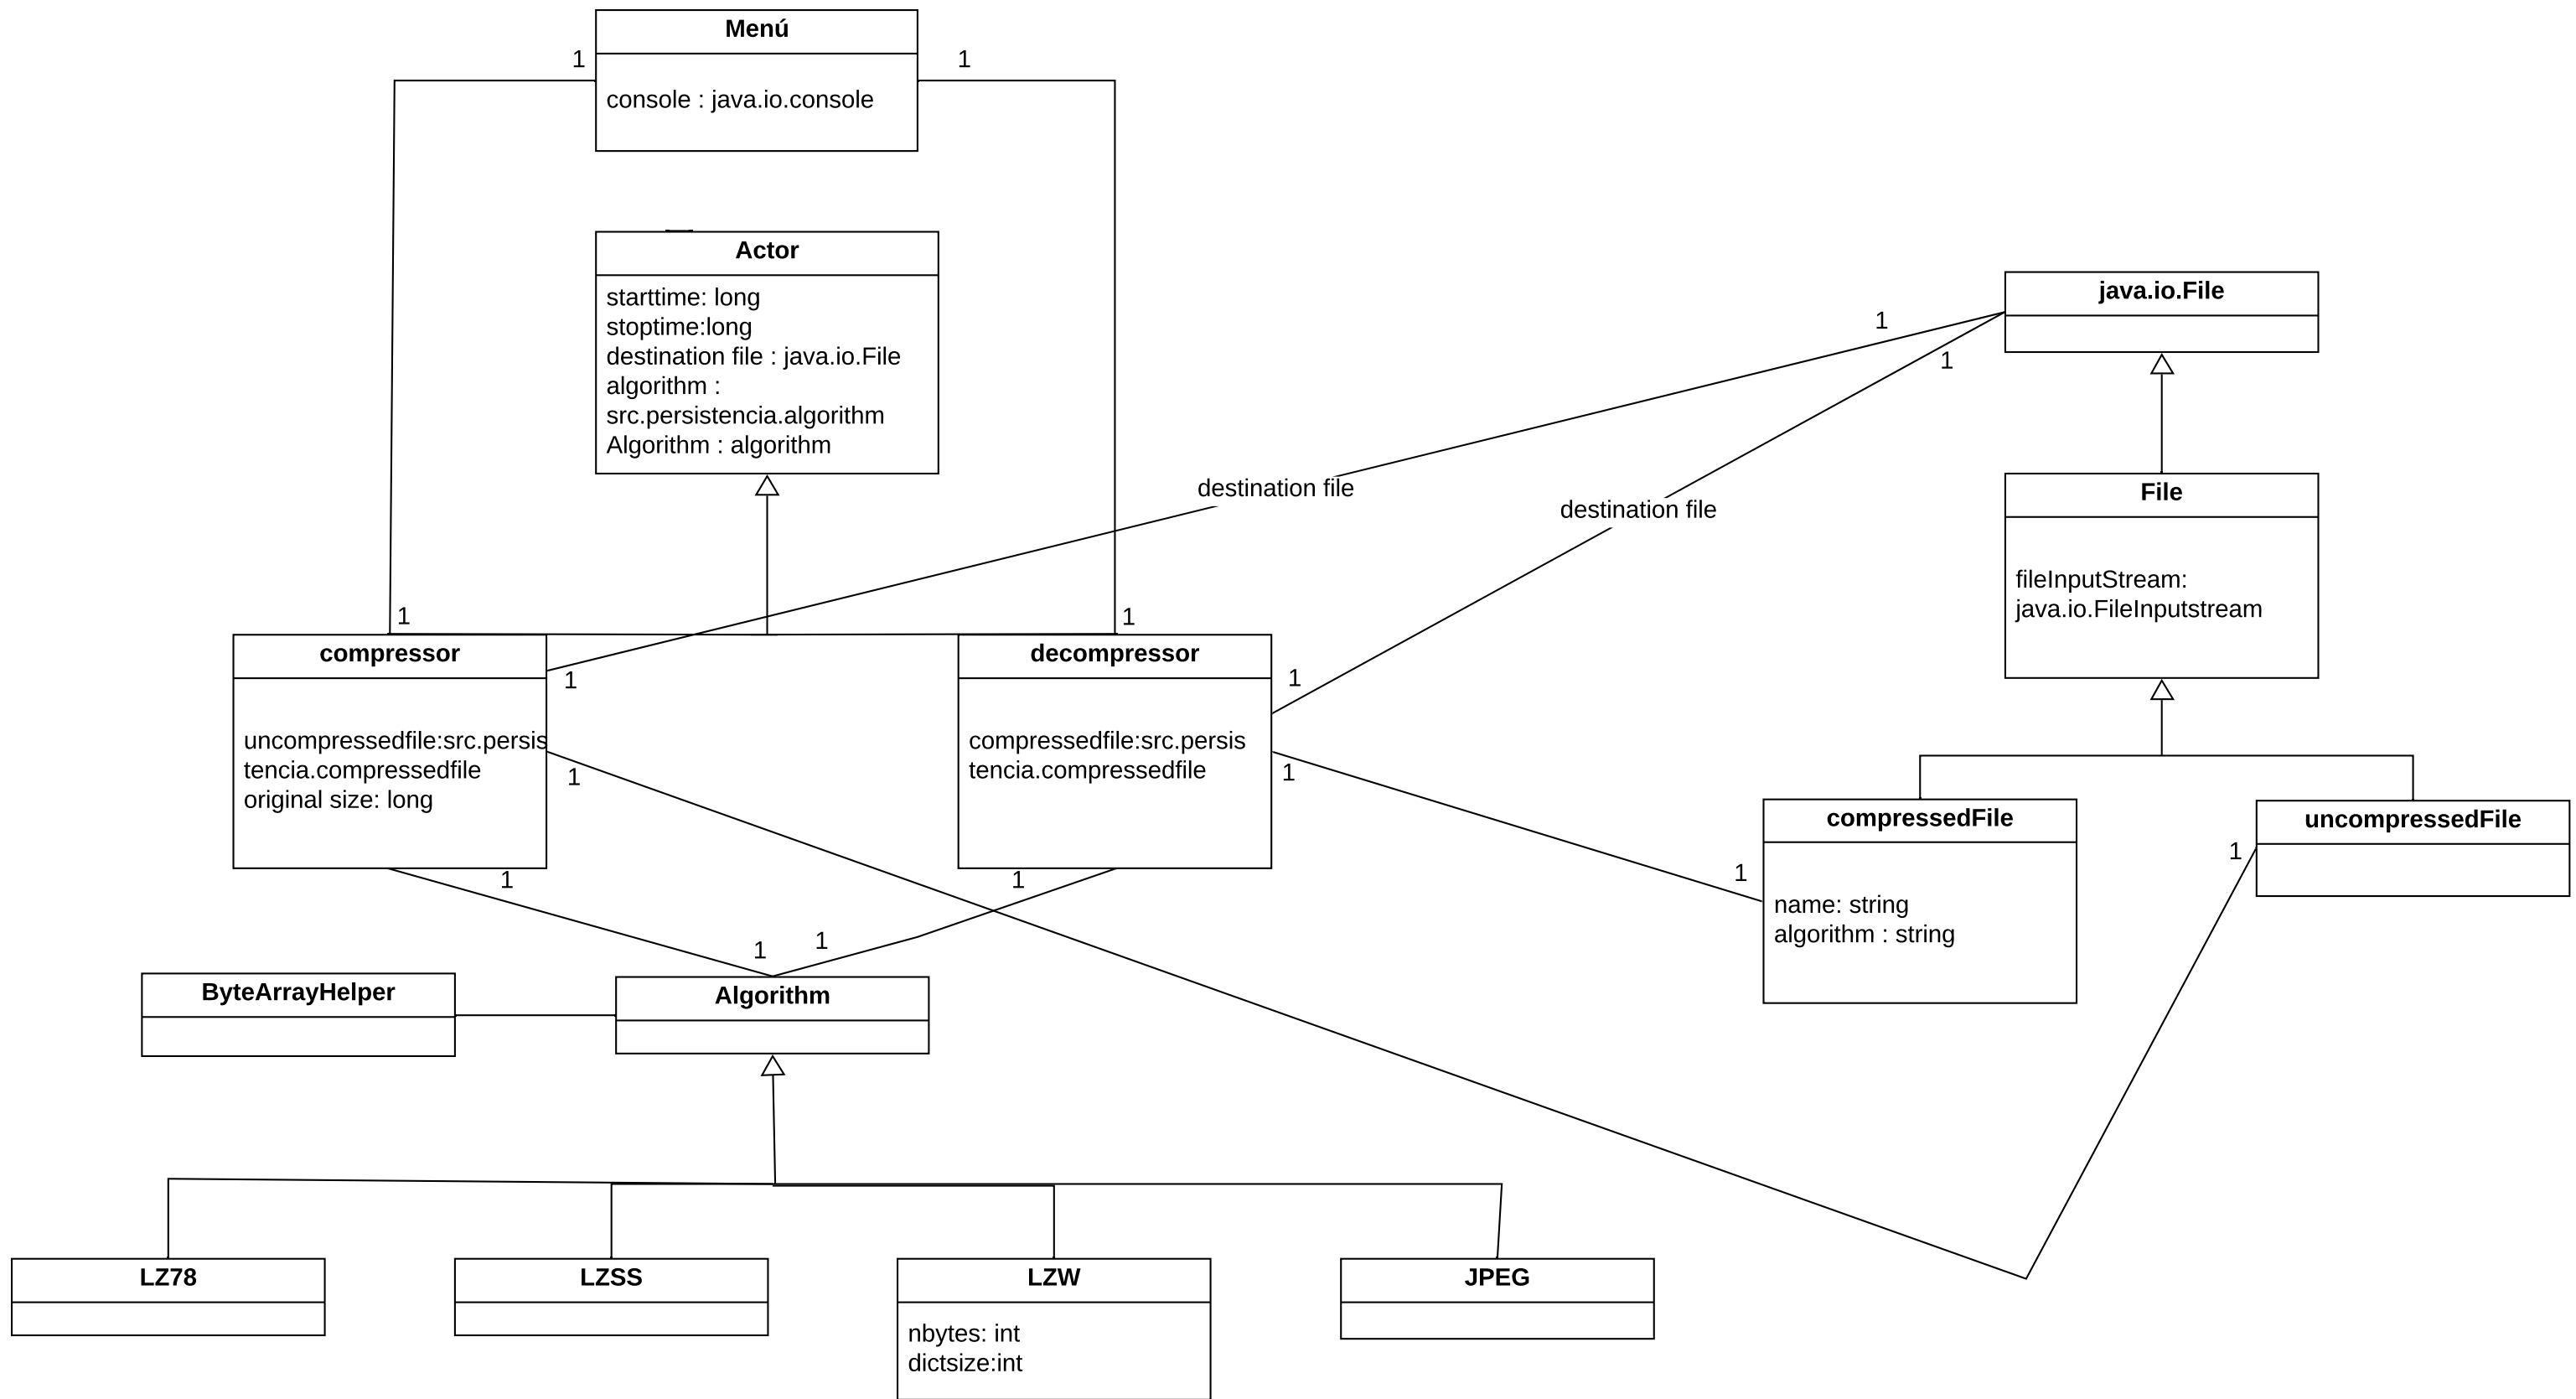 Menú
1
1
console : java.io.console
Actor
starttime: long
stoptime:long
destination file : java.io.File
algorithm :
src.persistencia.algorithm
Algorithm : algorithm
java.io.File
1
1
destination file
destination file
File
fileInputStream:
java.io.FileInputstream
1
1
compressor
1
uncompressedfile:src.persis
tencia.compressedfile
original size: long
1
1
decompressor
1
compressedfile:src.persis
tencia.compressedfile
1
1
compressedFile
1
name: string
algorithm : string
uncompressedFile
1
1
1
ByteArrayHelper
Algorithm
LZ78
LZSS
LZW
nbytes: int
dictsize:int
JPEG